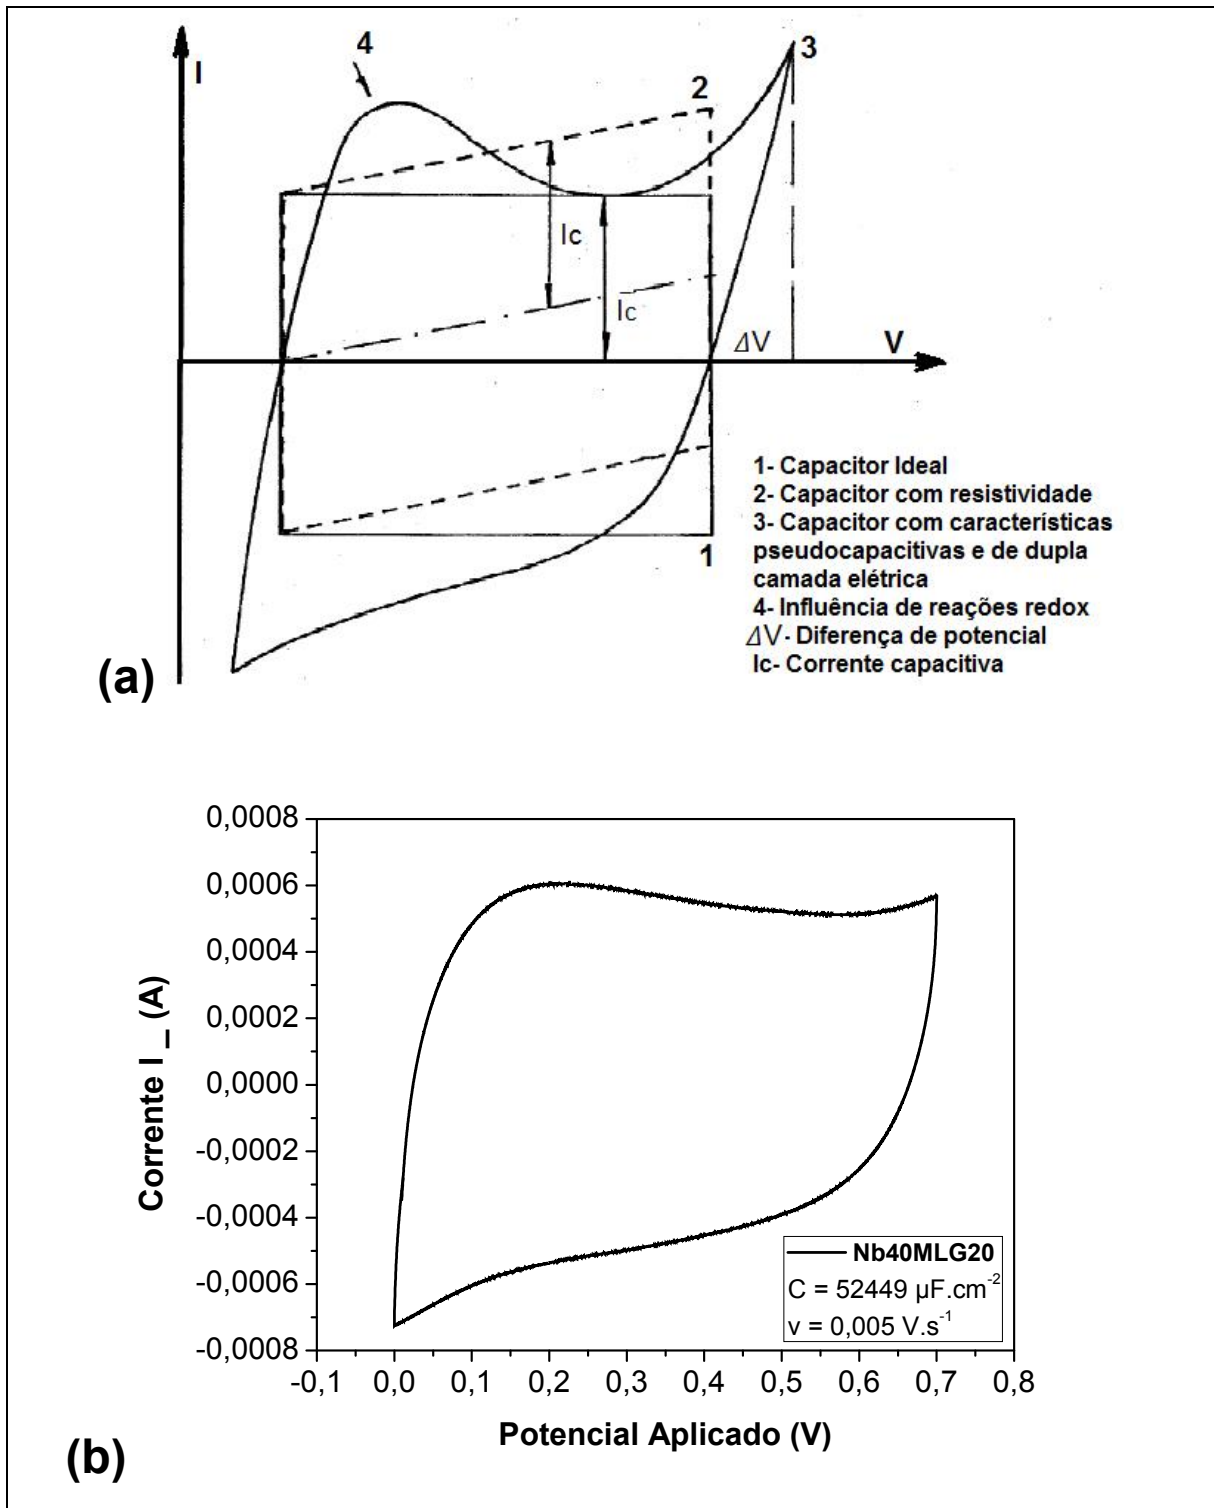 4
3
I
2
Ic
Ic
ΔV
V
1
1- Capacitor Ideal
2- Capacitor com resistividade
3- Capacitor com características
pseudocapacitivas e de dupla
camada elétrica
4- Influência de reações redox
ΔV- Diferença de potencial
Ic- Corrente capacitiva
(a)
0,0008
0,0006
0,0004
0,0002
0,0000
-0,0002
-0,0004
-0,0006
-0,0008
Corrente I _ (A)
Nb40MLG20
C = 52449 µF.cm⁻²
v = 0,005 V.s⁻¹
-0,1 0,0 0,1 0,2 0,3 0,4 0,5 0,6 0,7 0,8
Potencial Aplicado (V)
(b)